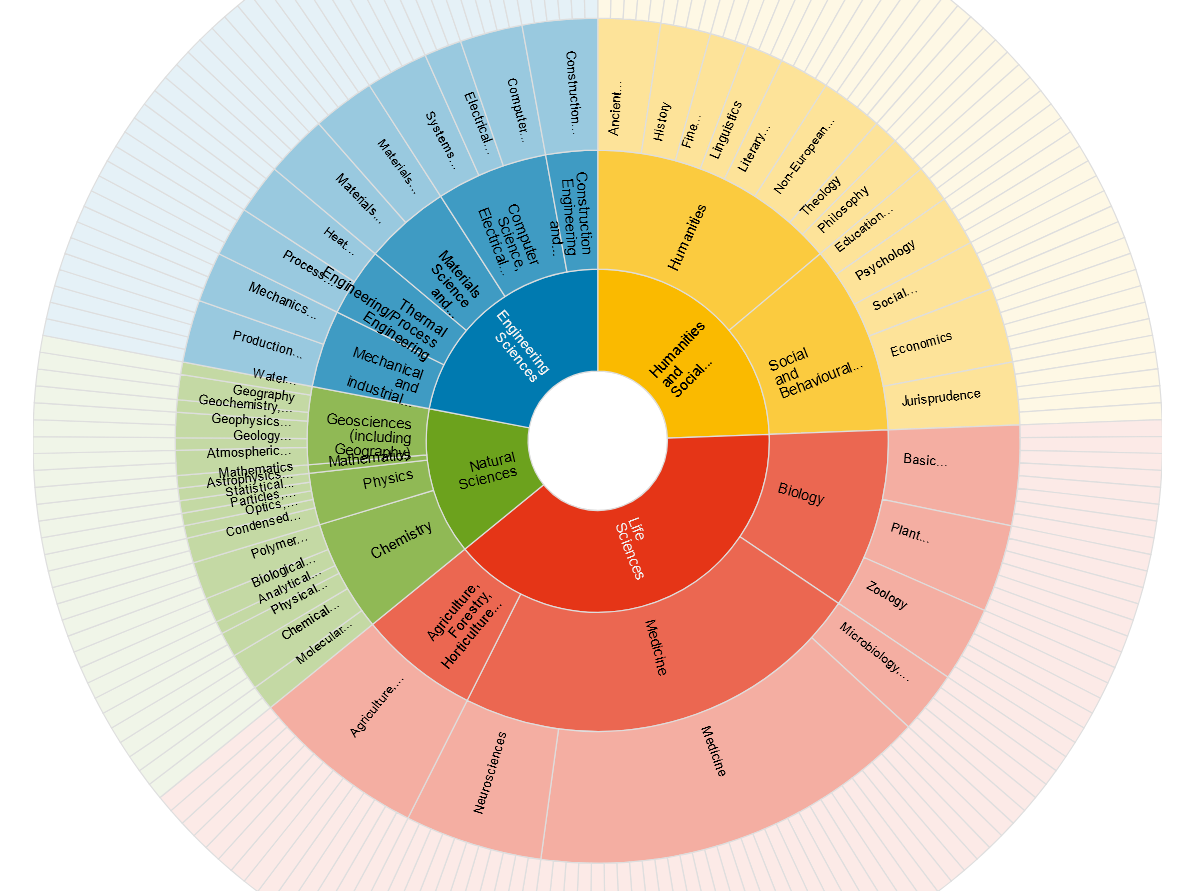 Humanities
and
Social...
Humanities
Ancient...
History
Fine...
Linguistics
Literary...
Non-European...
Theology
Philosophy
Social
and
Behavioural...
Education...
Psychology
Social...
Economics
Jurisprudence
Life
Sciences
Biology
Basic...
Plant...
Zoology
Medicine
Microbiology,...
Medicine
Neurosciences
Agriculture,
Forestry,
Horticulture...
Agriculture,...
Natural
Sciences
Chemistry
Molecular...
Chemical...
Physical...
Analytical...
Biological...
Polymer...
Physics
Condensed...
Optics,...
Particles,...
Statistical...
Astrophysics...
Mathematics
Mathematics
Geosciences
(including
Geography)
Atmospheric...
Geology...
Geophysics...
Geochemistry,...
Geography
Water...
Engineering
Sciences
Mechanical
and
industrial...
Production...
Mechanics...
Thermal
Engineering/Process
Engineering
Process...
Heat...
Materials
Science
and...
Materials...
Materials...
Computer
Science,
Electrical...
Systems...
Electrical...
Computer...
Construction
Engineering
and...
Construction...